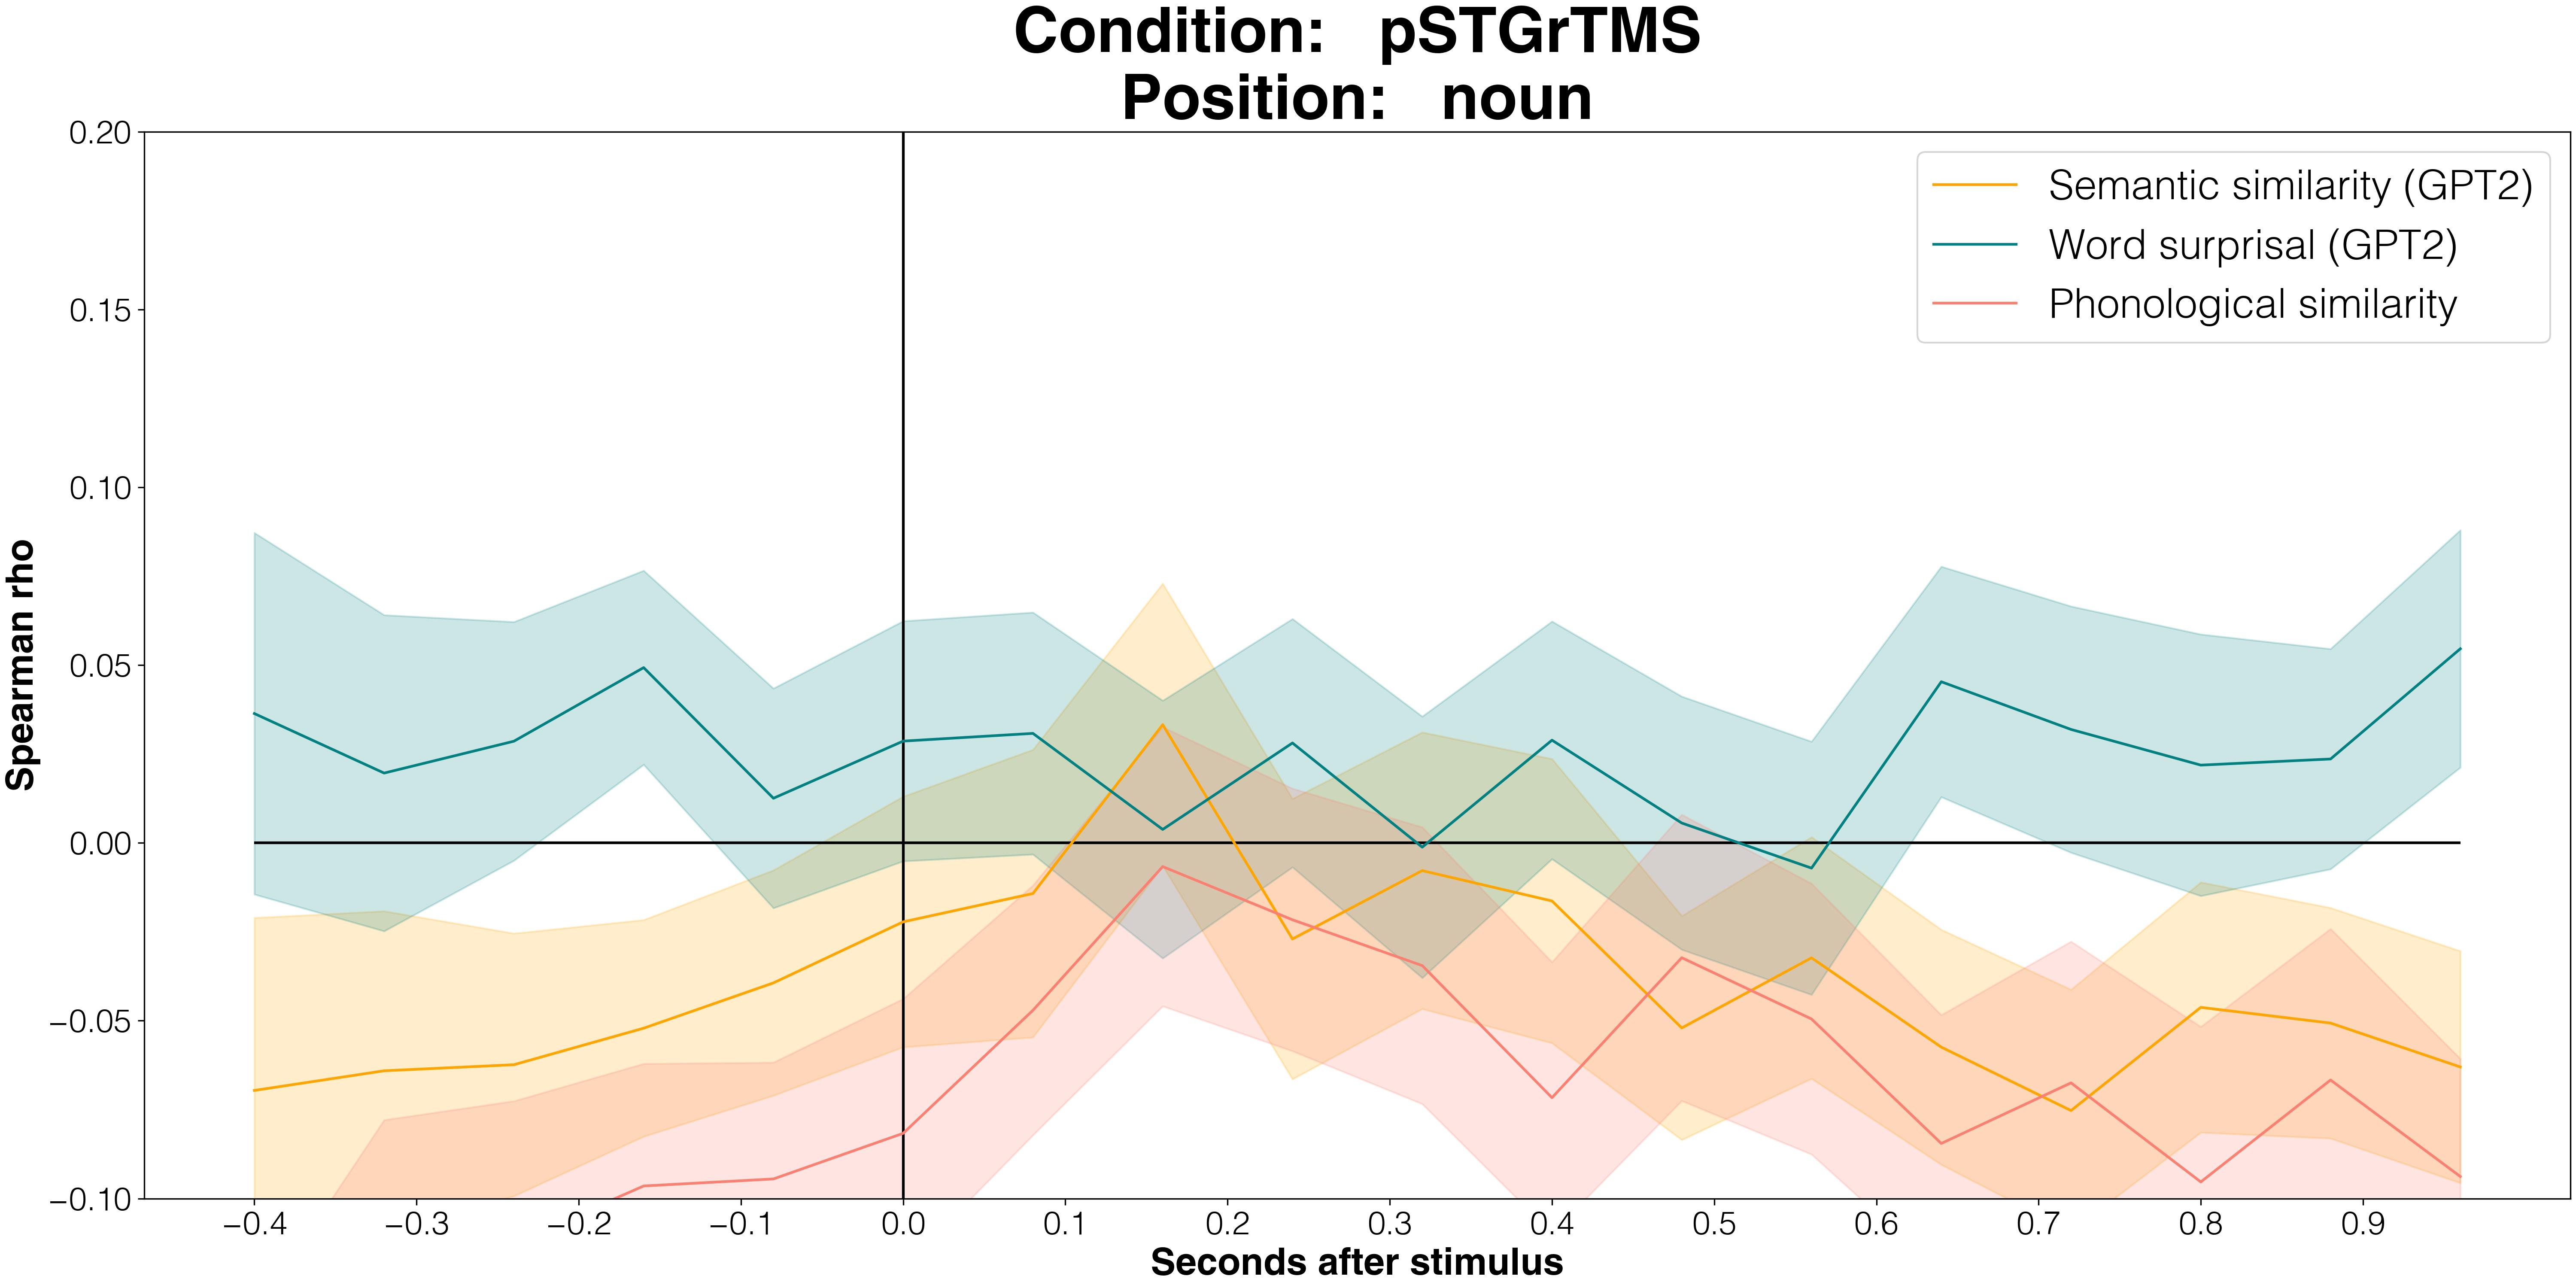 Condition: pSTGrTMS
Position: noun
0.20
0.15
0.10
0.05
0.00
−0.05
−0.10
Spearman rho
Semantic similarity (GPT2)
Word surprisal (GPT2)
Phonological similarity
−0.4 −0.3 −0.2 −0.1 0.0 0.1 0.2 0.3 0.4 0.5 0.6 0.7 0.8 0.9
Seconds after stimulus